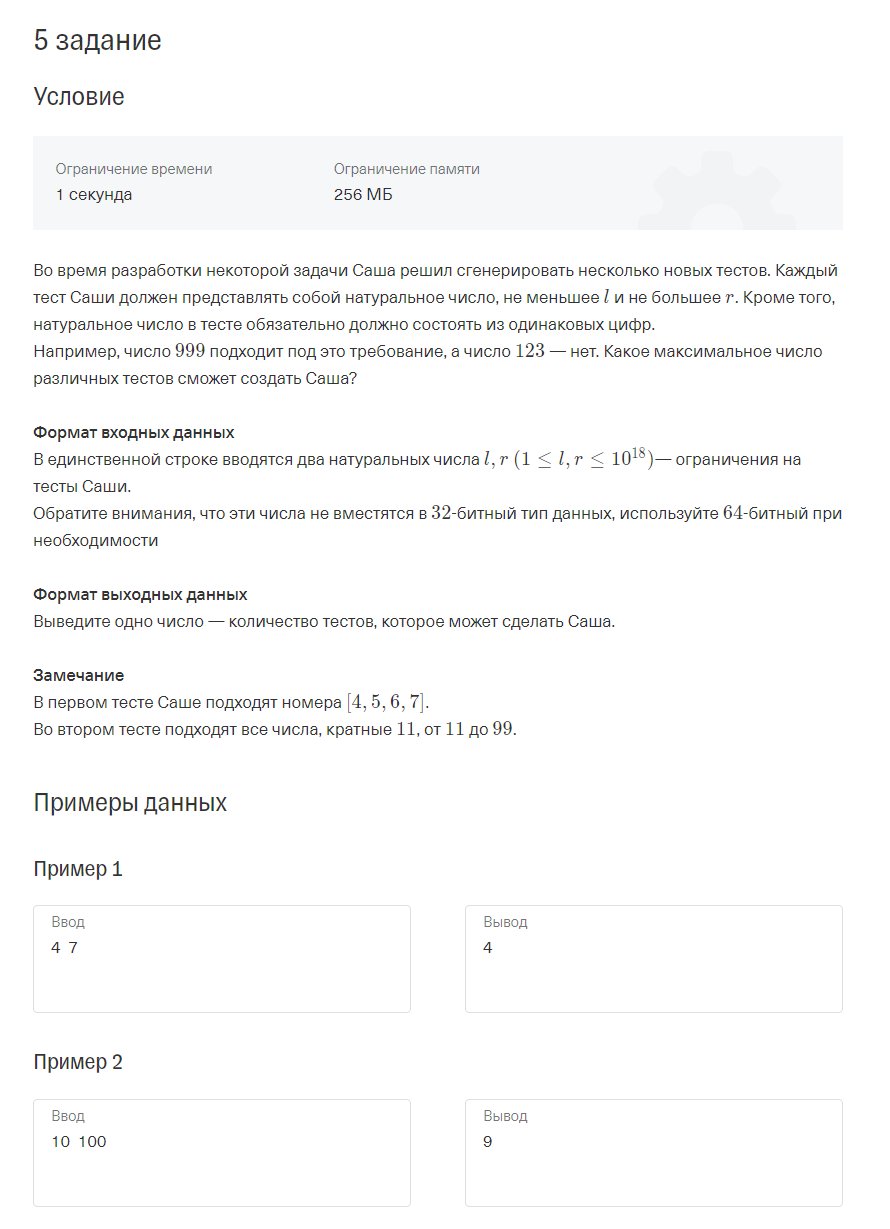 5 задание
Условие
Ограничение времени
Ограничение памяти
1 секунда
256 МБ
Во время разработки некоторой задачи Саша решил сгенерировать несколько новых тестов. Каждый
тест Саши должен представлять собой натуральное число, не меньшее l и не большее r. Кроме того,
натуральное число в тесте обязательно должно состоять из одинаковых цифр.
Например, число 999 подходит под это требование, а число 123 — нет. Какое максимальное число
различных тестов сможет создать Саша?
Формат входных данных
В единственной строке вводятся два натуральных числа l, r (1 ≤ l, r ≤ 10^18)— ограничения на
тесты Саши.
Обратите внимания, что эти числа не вместятся в 32-битный тип данных, используйте 64-битный при
необходимости
Формат выходных данных
Выведите одно число — количество тестов, которое может сделать Саша.
Замечание
В первом тесте Саше подходят номера [4, 5, 6, 7].
Во втором тесте подходят все числа, кратные 11, от 11 до 99.
Примеры данных
Пример 1
Ввод
4 7
Вывод
4
Пример 2
Ввод
10 100
Вывод
9